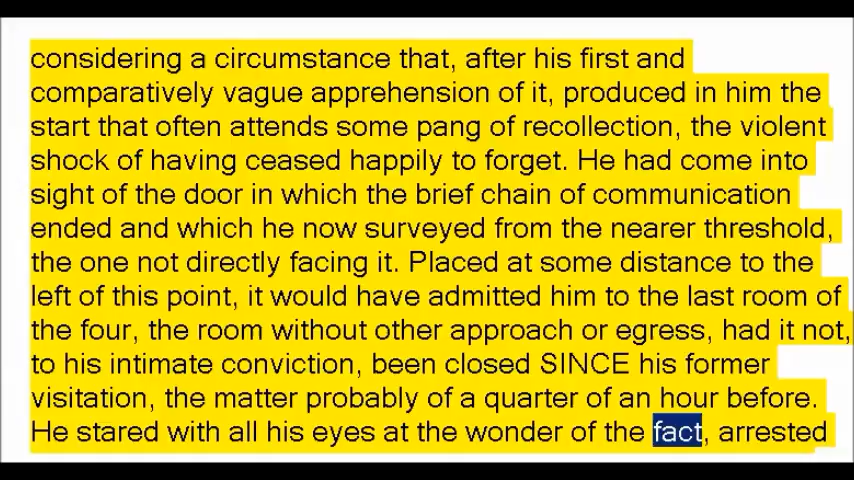 considering a circumstance that, after his first and
comparatively vague apprehension of it, produced in him the
start that often attends some pang of recollection, the violent
shock of having ceased happily to forget. He had come into
sight of the door in which the brief chain of communication
ended and which he now surveyed from the nearer threshold,
the one not directly facing it. Placed at some distance to the
left of this point, it would have admitted him to the last room of
the four, the room without other approach or egress, had it not,
to his intimate conviction, been closed SINCE his former
visitation, the matter probably of a quarter of an hour before.
He stared with all his eyes at the wonder of the fact, arrested